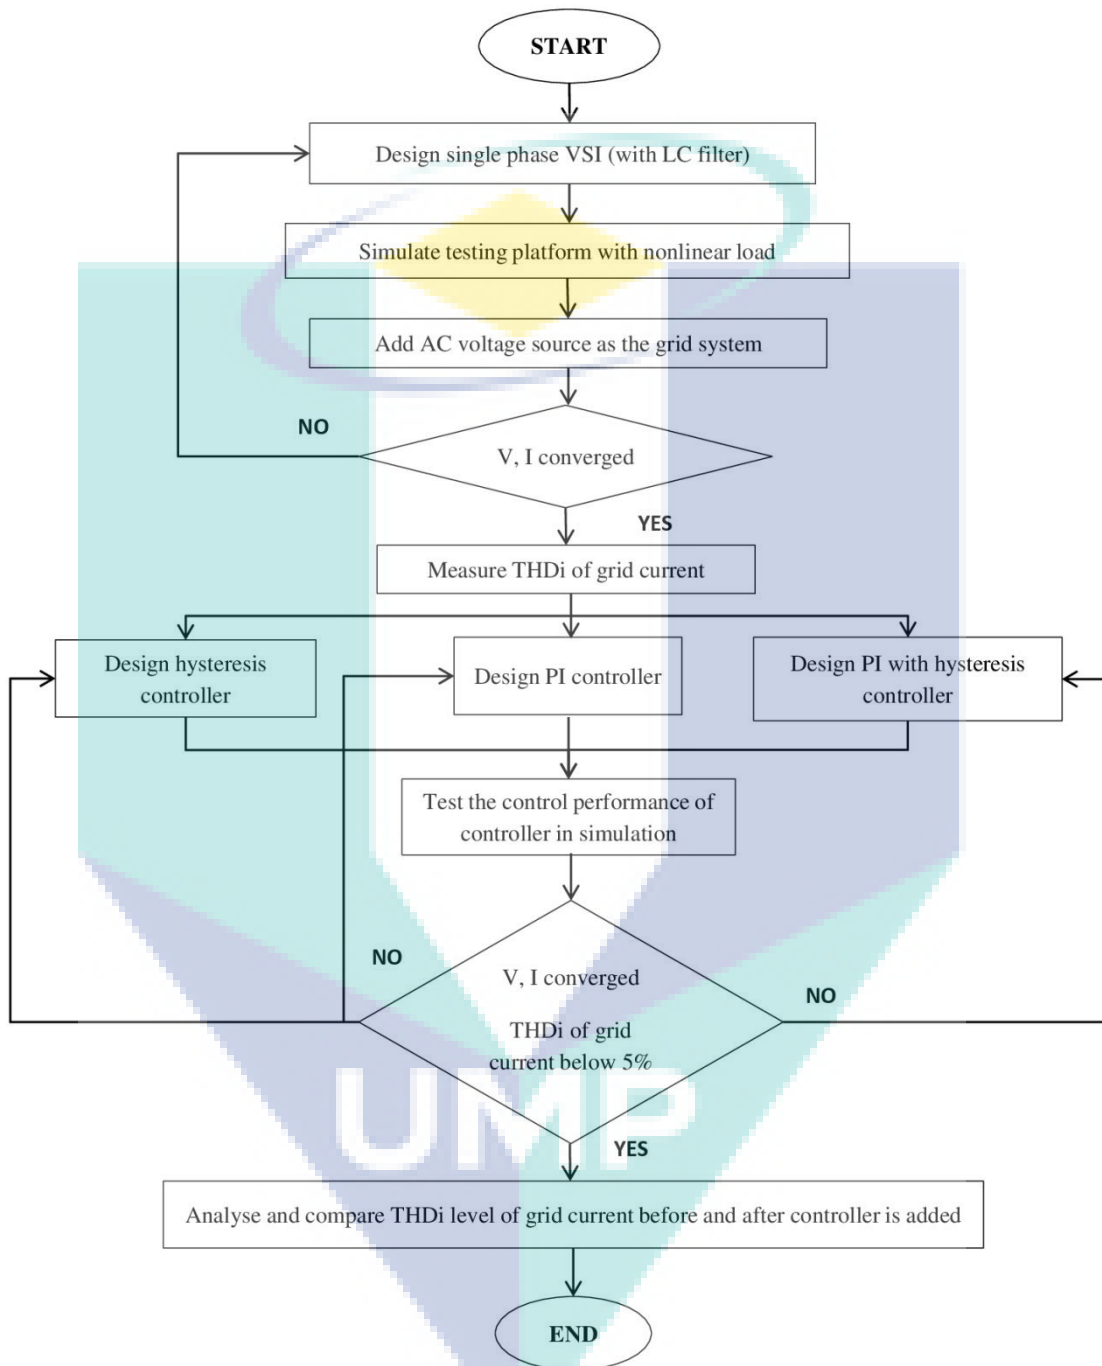 START
Design single phase VSI (with LC filter)
Simulate testing platform with nonlinear load
Add AC voltage source as the grid system
NO
V, I converged
YES
Measure THDi of grid current
Design hysteresis
controller
Design PI controller
Design PI with hysteresis
controller
Test the control performance of
controller in simulation
NO
V, I converged
NO
THDi of grid
current below 5%
UMP
YES
Analyse and compare THDi level of grid current before and after controller is added
END